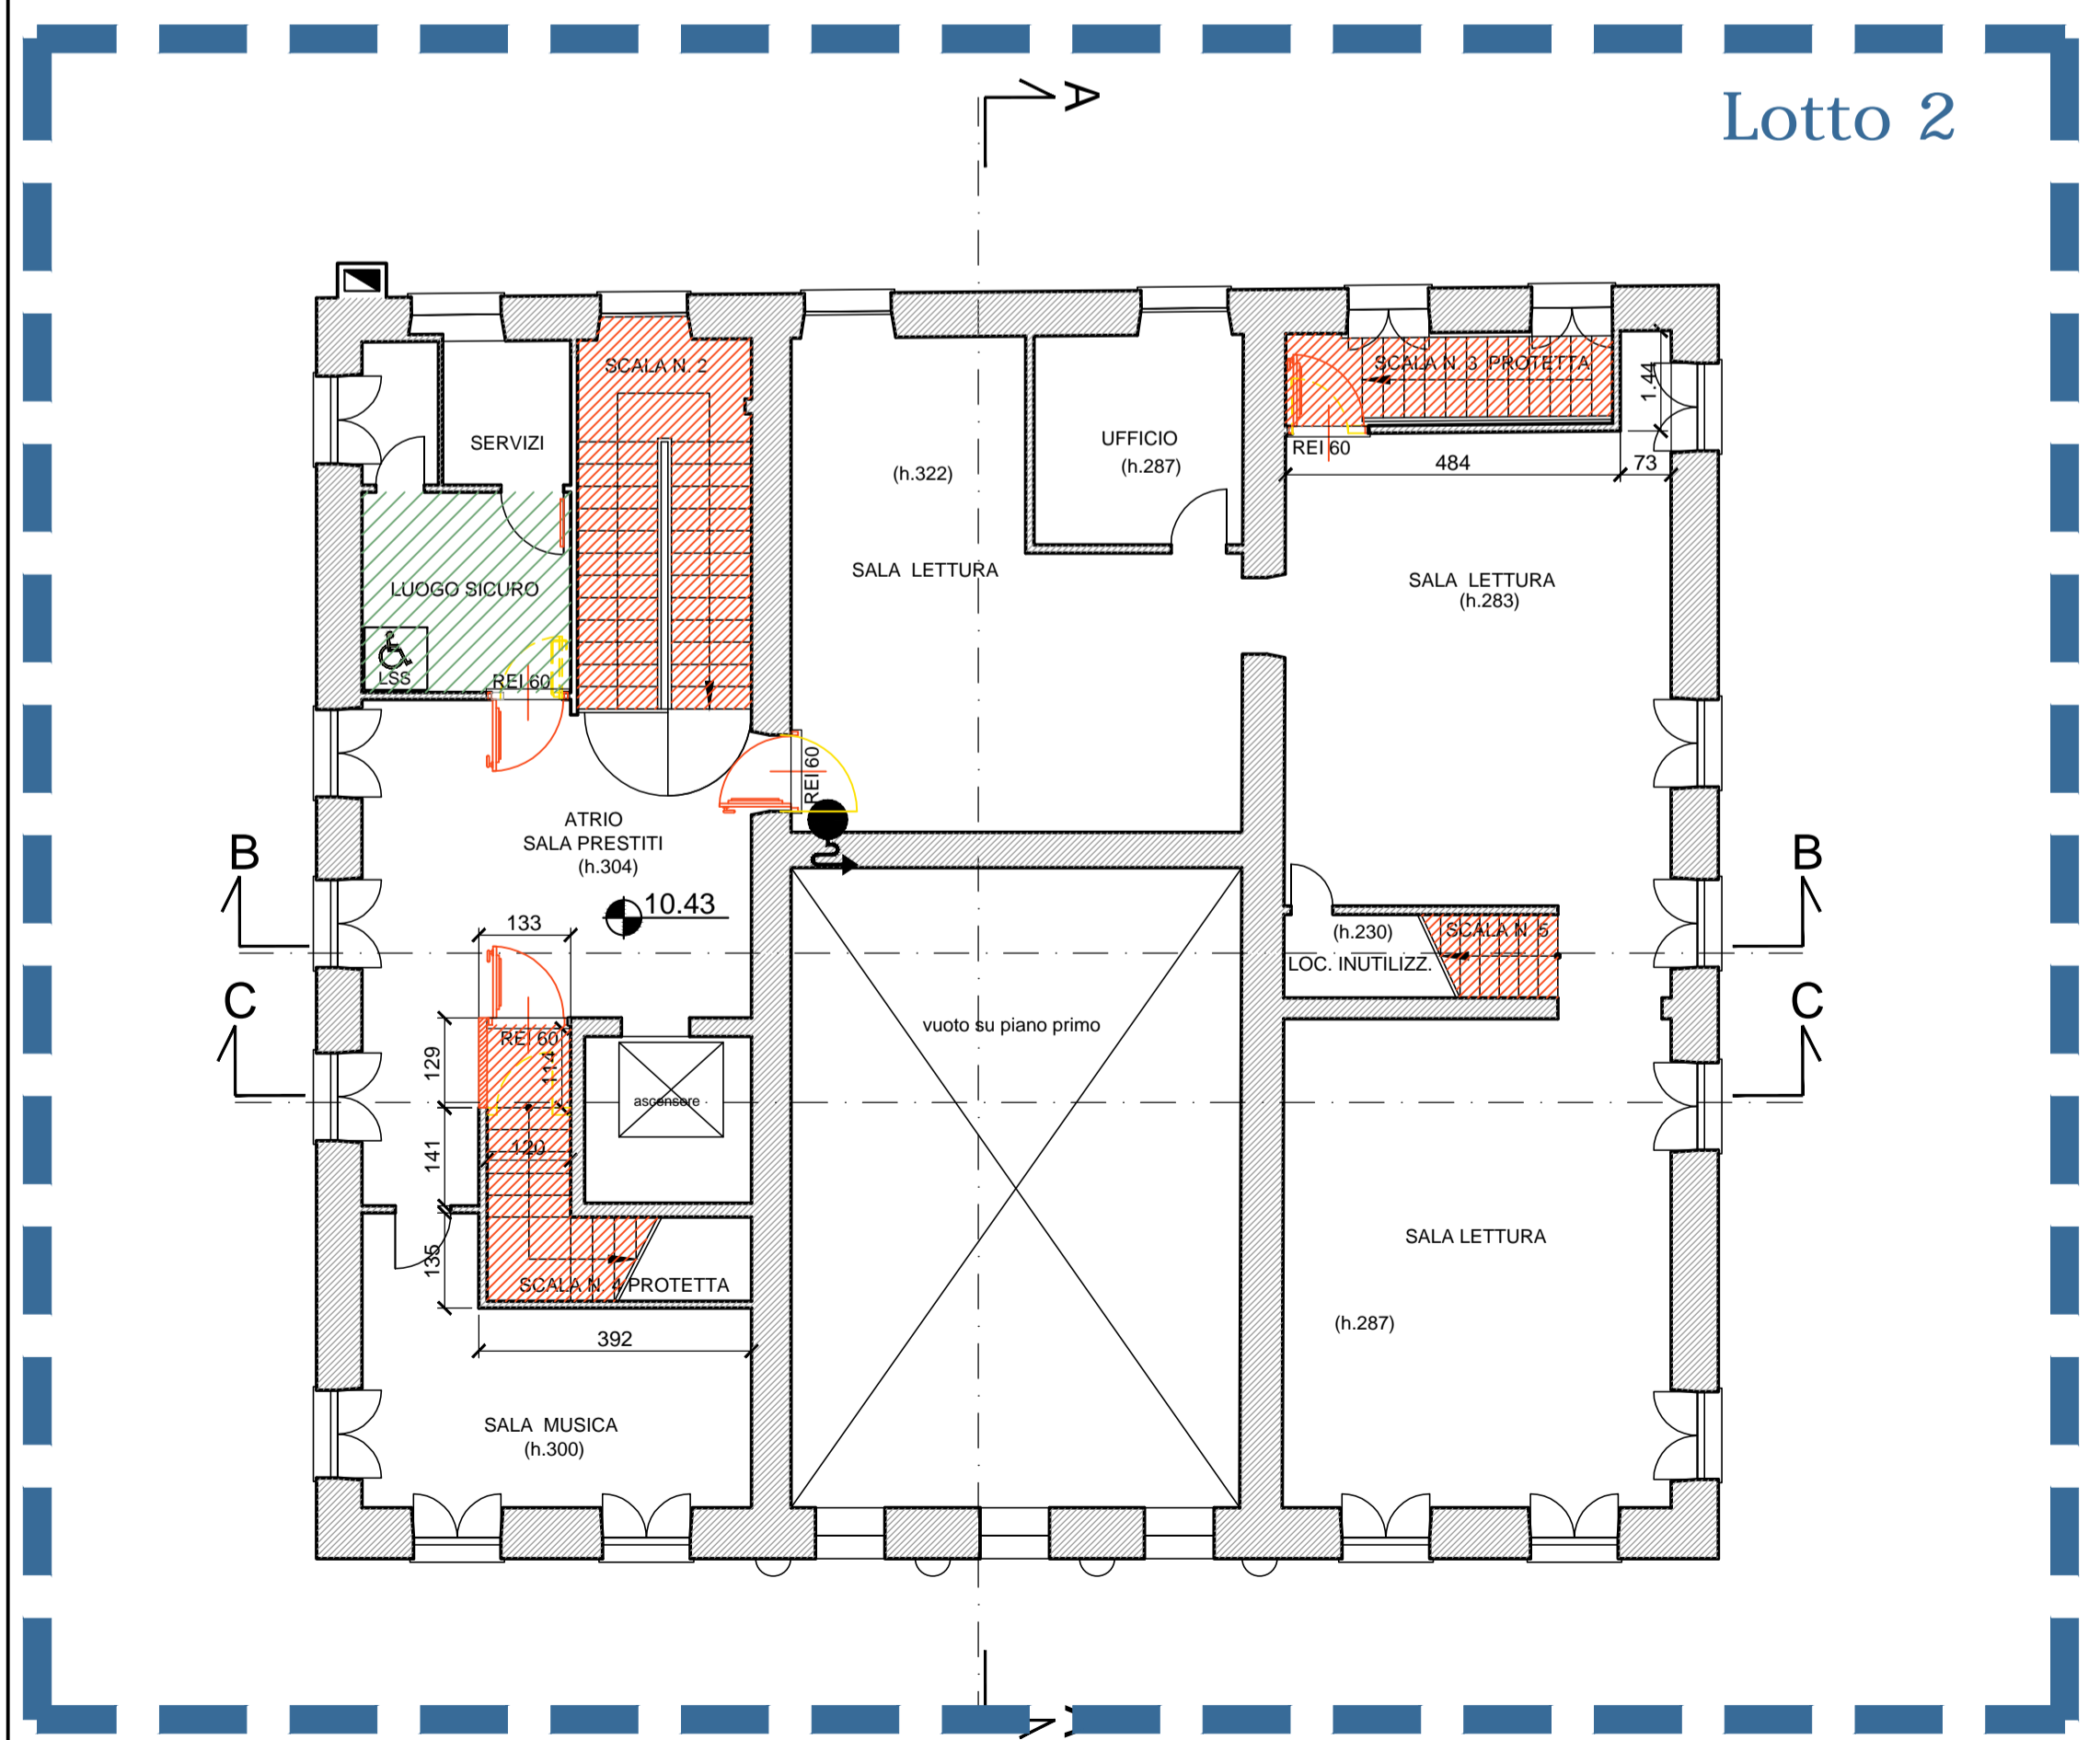 A
Lotto 2
SCALA N. 2
SCALA N. 3 PROTETTA
1.44
SERVIZI
UFFICIO
(h.287)
REI 60
484
73
(h.322)
SALA LETTURA
SALA LETTURA
(h.283)
LUOGO SICURO
LSS
REI 60
REI 60
ATRIO
SALA PRESTITI
(h.304)
10.43
B
B
133
(h.230)
SCALA N. 5
LOC. INUTILIZZ.
C
C
vuoto su piano primo
REI 60
114
129
ascensore
120
141
135
SALA LETTURA
SCALA N. 4 PROTETTA
(h.287)
392
SALA MUSICA
(h.300)